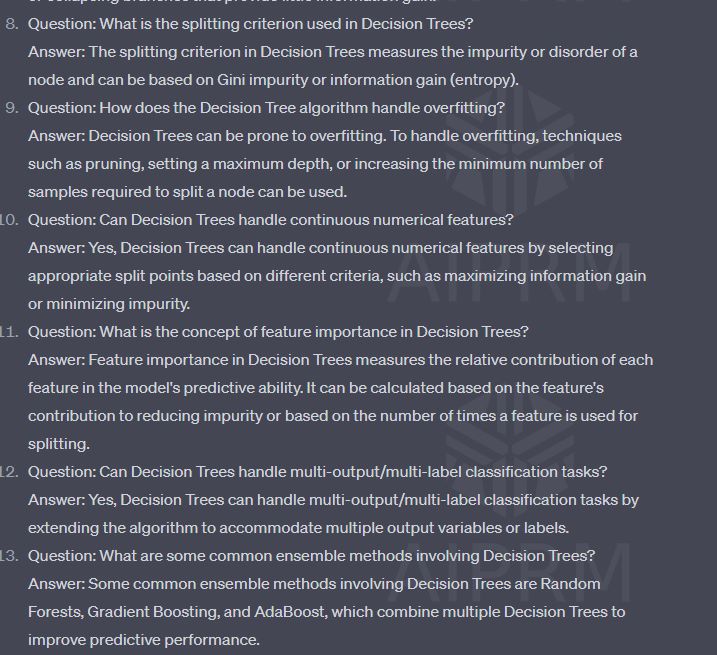 or collapsing branches that provide little information gain.
8. Question: What is the splitting criterion used in Decision Trees?
Answer: The splitting criterion in Decision Trees measures the impurity or disorder of a
node and can be based on Gini impurity or information gain (entropy).
9. Question: How does the Decision Tree algorithm handle overfitting?
Answer: Decision Trees can be prone to overfitting. To handle overfitting, techniques
such as pruning, setting a maximum depth, or increasing the minimum number of
samples required to split a node can be used.
10. Question: Can Decision Trees handle continuous numerical features?
Answer: Yes, Decision Trees can handle continuous numerical features by selecting
appropriate split points based on different criteria, such as maximizing information gain
or minimizing impurity.
11. Question: What is the concept of feature importance in Decision Trees?
Answer: Feature importance in Decision Trees measures the relative contribution of each
feature in the model's predictive ability. It can be calculated based on the feature's
contribution to reducing impurity or based on the number of times a feature is used for
splitting.
12. Question: Can Decision Trees handle multi-output/multi-label classification tasks?
Answer: Yes, Decision Trees can handle multi-output/multi-label classification tasks by
extending the algorithm to accommodate multiple output variables or labels.
13. Question: What are some common ensemble methods involving Decision Trees?
Answer: Some common ensemble methods involving Decision Trees are Random
Forests, Gradient Boosting, and AdaBoost, which combine multiple Decision Trees to
improve predictive performance.
AIPRM
AIPRM